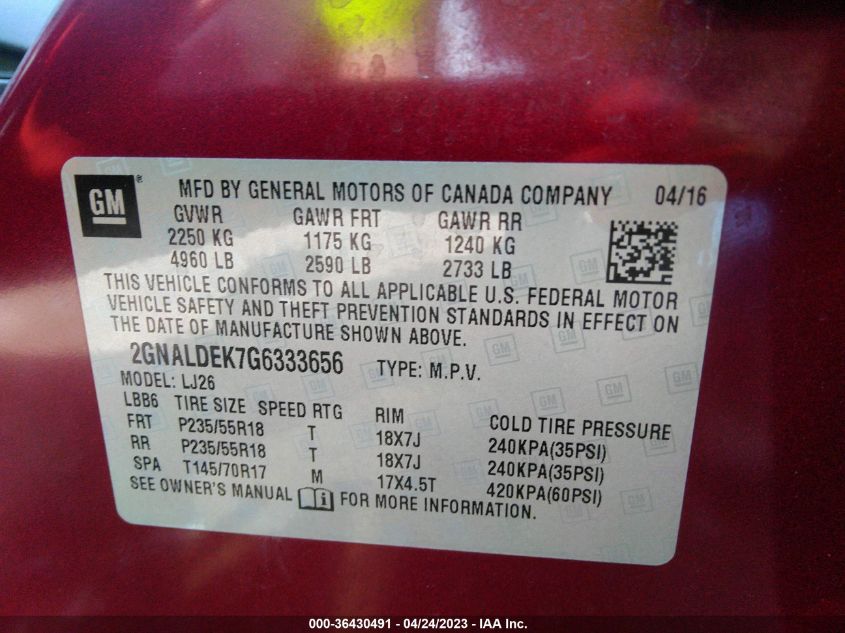 GM ® MFD BY GENERAL MOTORS OF CANADA COMPANY 04/16
GVWR GAWR FRT GAWR RR
2250 KG 1175 KG 1240 KG
4960 LB 2590 LB 2733 LB
THIS VEHICLE CONFORMS TO ALL APPLICABLE U.S. FEDERAL MOTOR
VEHICLE SAFETY AND THEFT PREVENTION STANDARDS IN EFFECT ON
THE DATE OF MANUFACTURE SHOWN ABOVE.
2GNALDEK7G6333656 TYPE: M.P.V.
MODEL: LJ26
LBB6 TIRE SIZE SPEED RTG RIM COLD TIRE PRESSURE
FRT P235/55R18 T 18X7J 240KPA(35PSI)
RR P235/55R18 T 18X7J 240KPA(35PSI)
SPA T145/70R17 M 17X4.5T 420KPA(60PSI)
SEE OWNER'S MANUAL i FOR MORE INFORMATION.
000-36430491 - 04/24/2023 - IAA Inc.